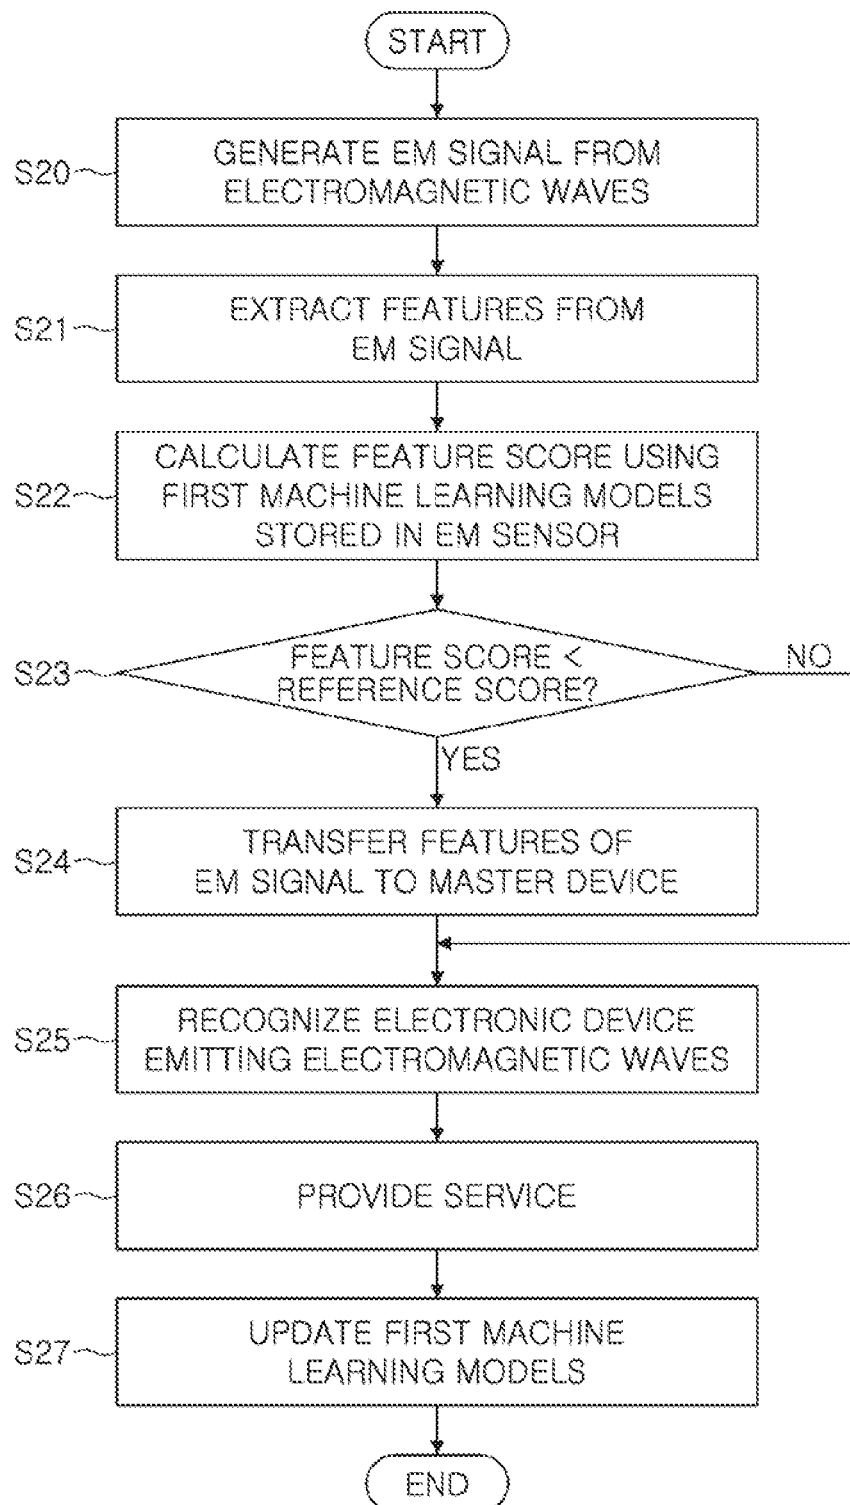 START
S20
GENERATE EM SIGNAL FROM
ELECTROMAGNETIC WAVES
S21
EXTRACT FEATURES FROM
EM SIGNAL
S22
CALCULATE FEATURE SCORE USING
FIRST MACHINE LEARNING MODELS
STORED IN EM SENSOR
S23
FEATURE SCORE <
REFERENCE SCORE?
NO
YES
S24
TRANSFER FEATURES OF
EM SIGNAL TO MASTER DEVICE
S25
RECOGNIZE ELECTRONIC DEVICE
EMITTING ELECTROMAGNETIC WAVES
S26
PROVIDE SERVICE
S27
UPDATE FIRST MACHINE
LEARNING MODELS
END